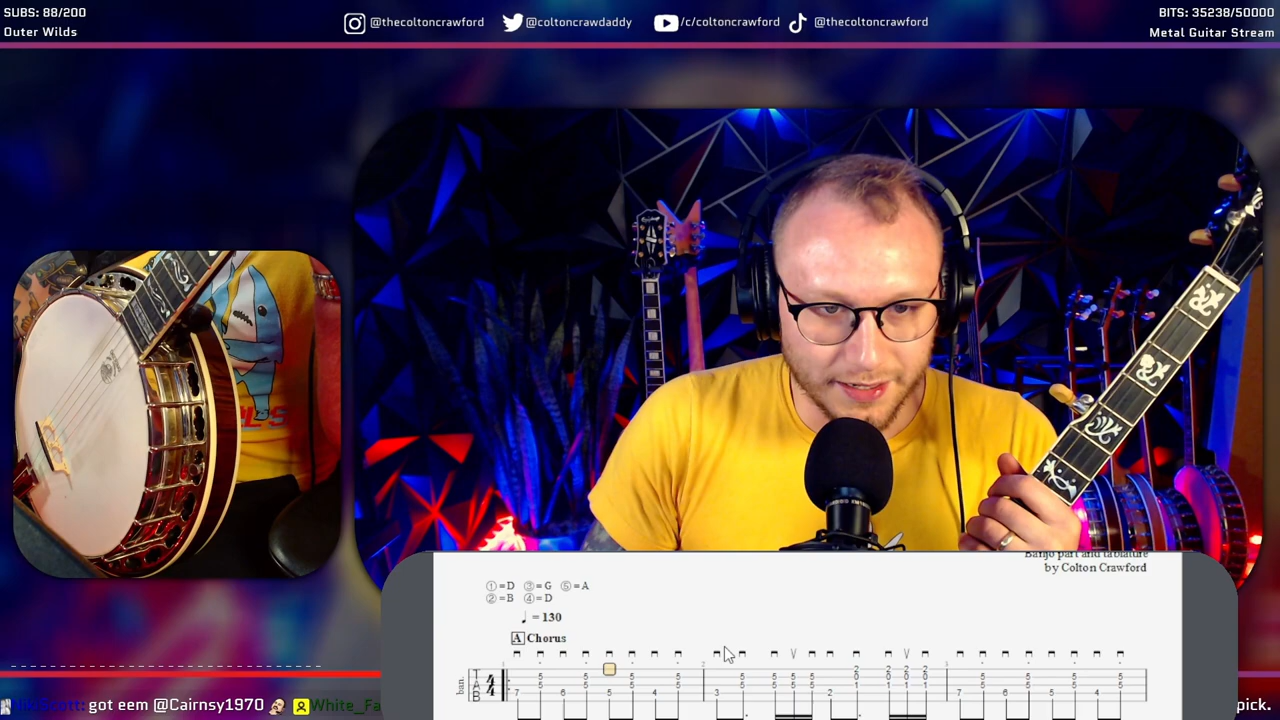 SUBS: 88/200
Outer Wilds
@thecoltoncrawford
@coltoncrawdaddy
/c/coltoncrawford
@thecoltoncrawford
BITS: 35238/50000
Metal Guitar Stream
Banjo part and tablature
by Colton Crawford
①=D ③=G ⑤=A
②=B ④=D
♩ = 130
A Chorus
got eem @Cairnsy1970
White_Fa
pick.